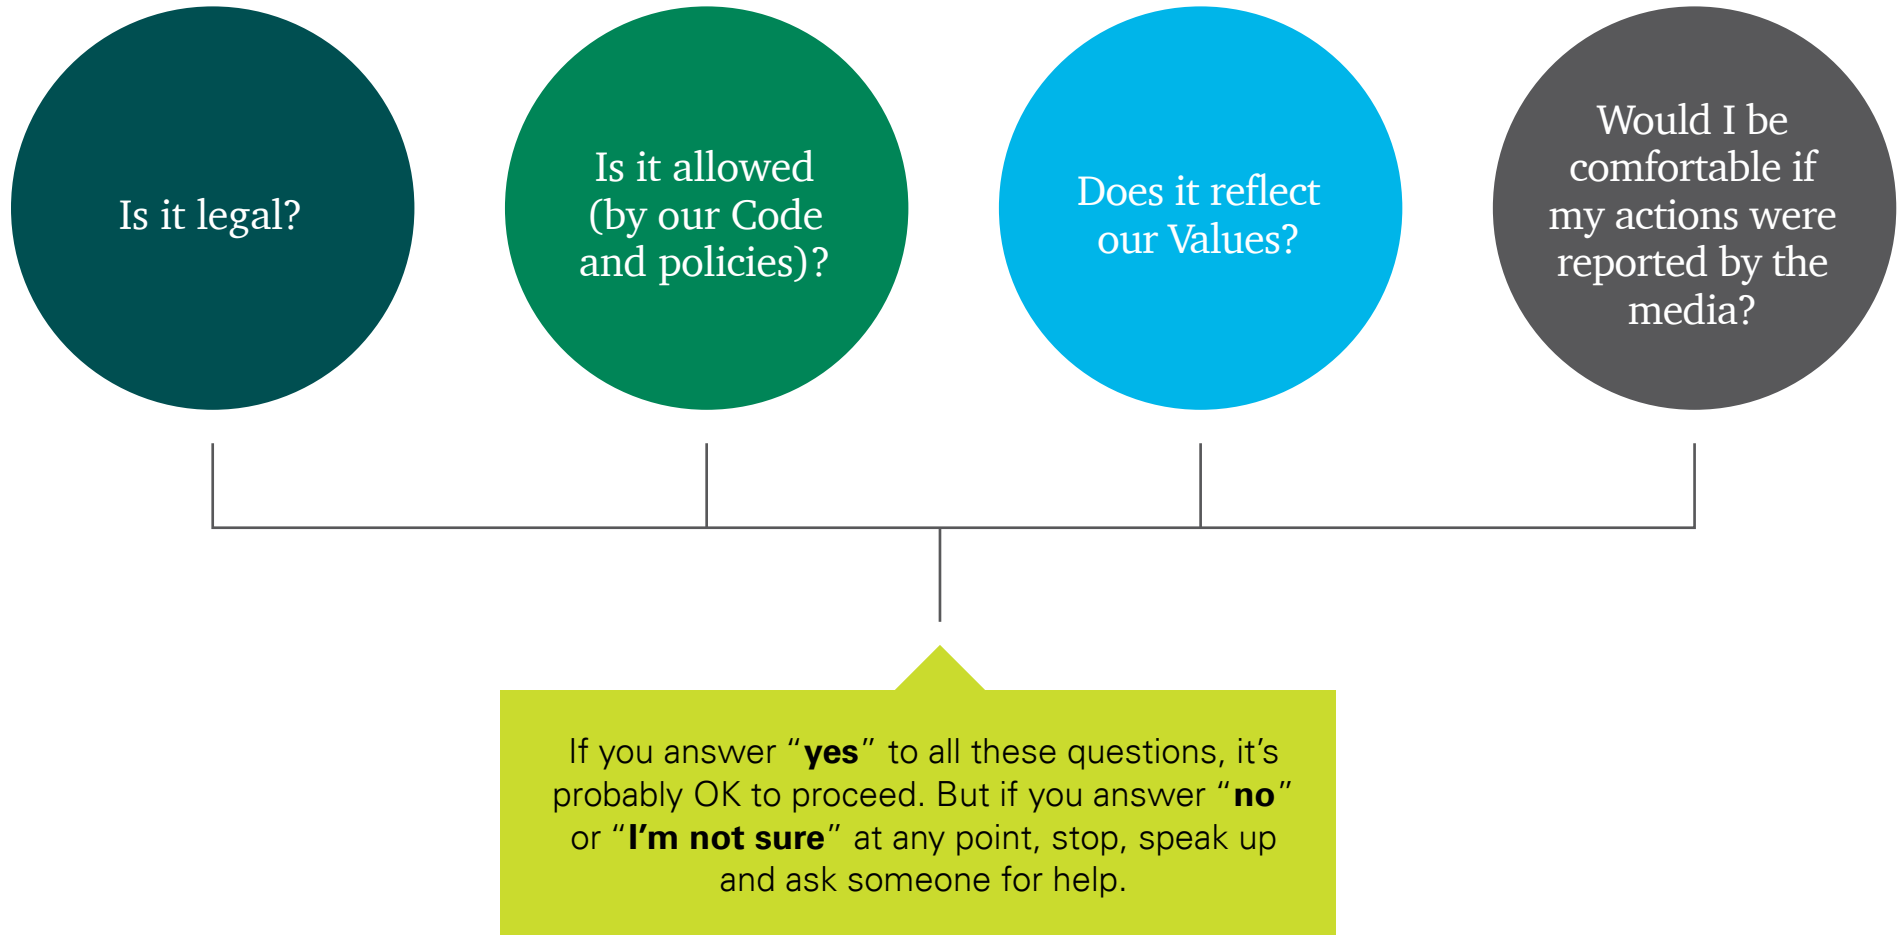 Is it legal?
Is it allowed
(by our Code
and policies)?
Does it reflect
our Values?
Would I be
comfortable if
my actions were
reported by the
media?
If you answer “yes” to all these questions, it’s
probably OK to proceed. But if you answer “no”
or “I’m not sure” at any point, stop, speak up
and ask someone for help.